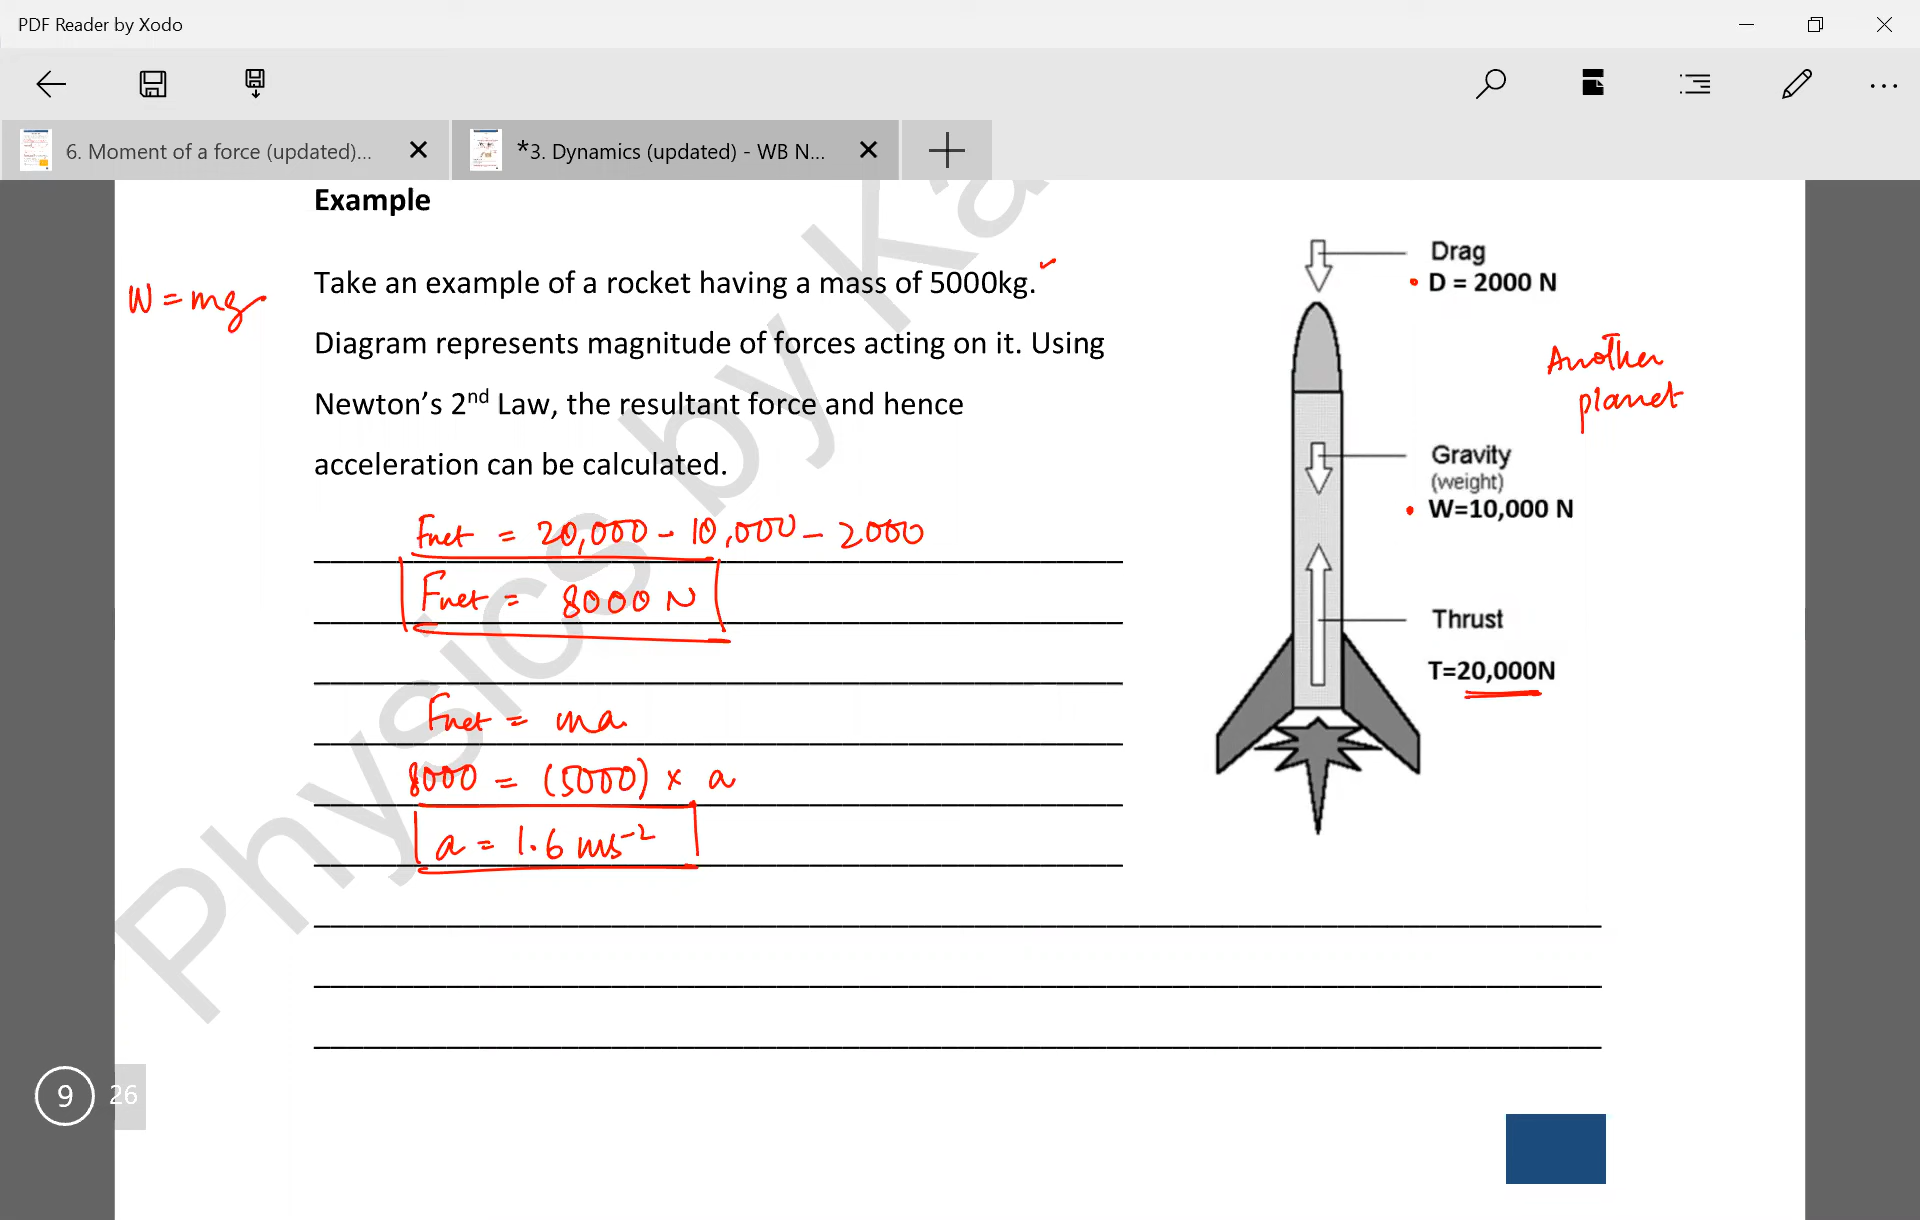 PDF Reader by Xodo
6. Moment of a force (updated)...
*3. Dynamics (updated) - WB N...
Example
W = mg
Take an example of a rocket having a mass of 5000kg.
Diagram represents magnitude of forces acting on it. Using
Newton's 2nd Law, the resultant force and hence
acceleration can be calculated.
Fnet = 20,000 - 10,000 - 2000
Fnet = 8000 N
Fnet = ma
8000 = (5000) × a
a = 1.6 ms⁻²
Drag
D = 2000 N
Another
planet
Gravity
(weight)
W=10,000 N
Thrust
T=20,000N
Physics by Ka
9 26